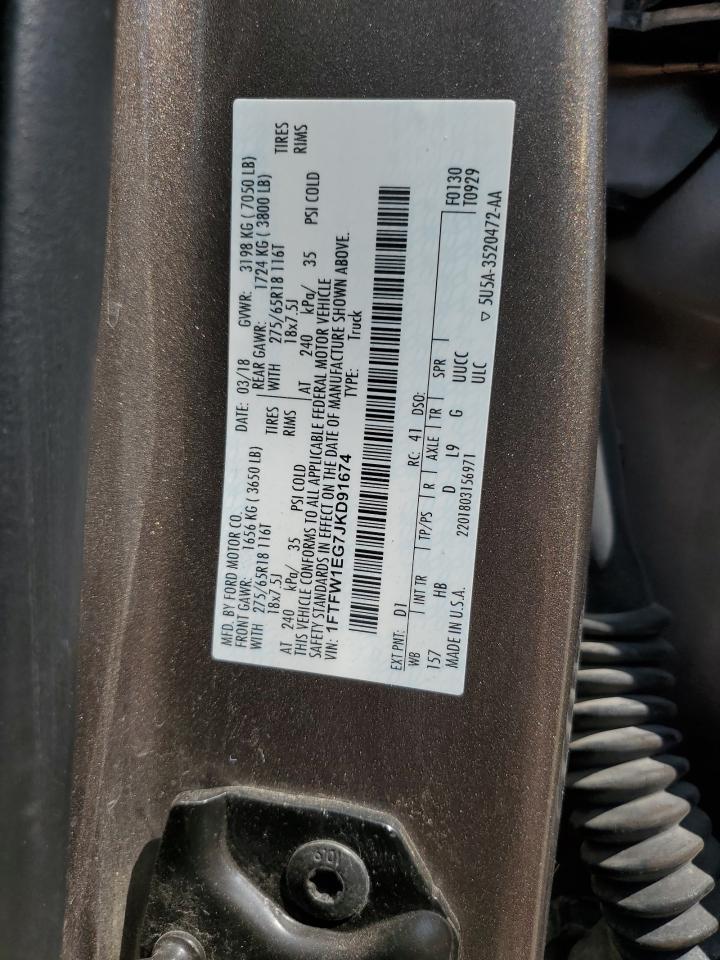 MFD. BY FORD MOTOR CO.
DATE: 03/18 GVWR: 3198 KG ( 7050 LB)
FRONT GAWR: 1656 KG ( 3650 LB) REAR GAWR: 1724 KG ( 3800 LB)
WITH 275/65R18 116T TIRES WITH 275/65R18 116T TIRES
18x7.5J RIMS 18x7.5J RIMS
AT 240 kPa/ 35 PSI COLD AT 240 kPa/ 35 PSI COLD
THIS VEHICLE CONFORMS TO ALL APPLICABLE FEDERAL MOTOR VEHICLE
SAFETY STANDARDS IN EFFECT ON THE DATE OF MANUFACTURE SHOWN ABOVE.
VIN: 1FTFW1EG7JKD91674 TYPE: Truck
EXT PNT: D1 RC: 41 DSO: F0130
WB INT TR TP/PS R AXLE TR SPR T0929
157 HB D L9 G UUCC
MADE IN U.S.A. 2201803156971 ULC ▽ 5U5A-3520472-AA
10.9